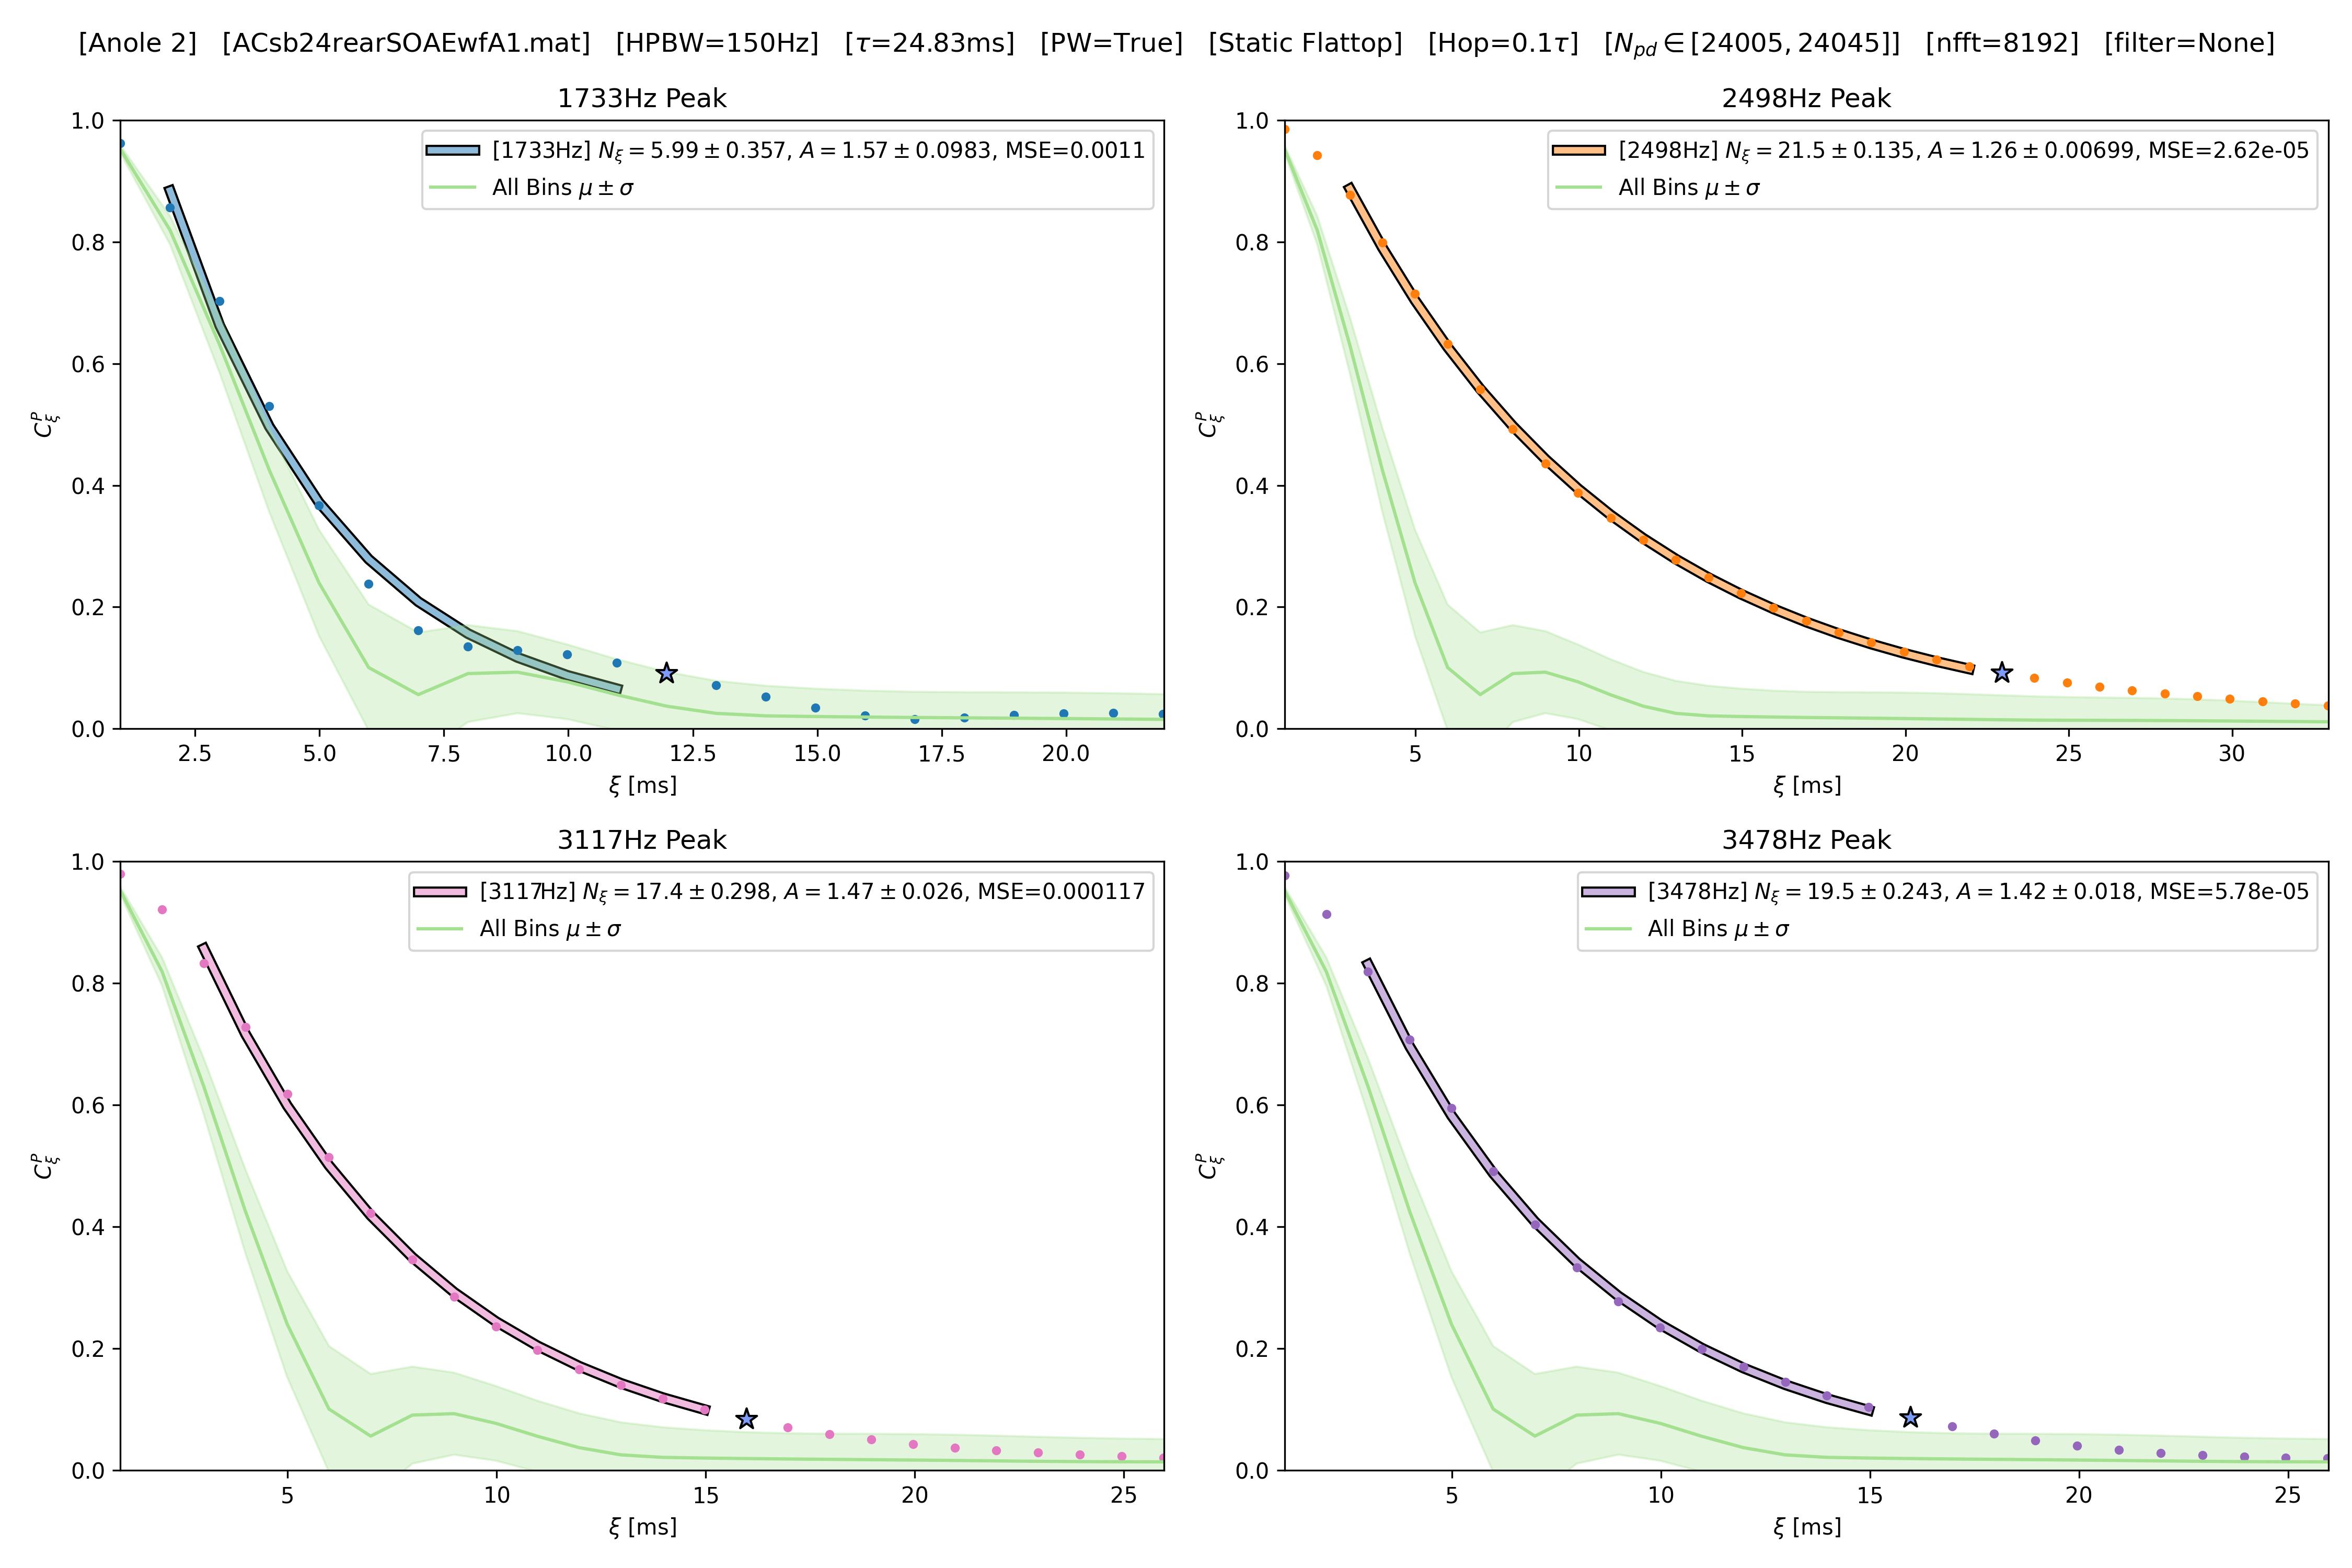 [Anole 2] [ACsb24rearSOAEwfA1.mat] [HPBW=150Hz] [τ=24.83ms] [PW=True] [Static Flattop] [Hop=0.1τ] [N_pd ∈ [24005, 24045]] [nfft=8192] [filter=None]
1733Hz Peak
[1733Hz] N_ξ = 5.99 ± 0.357, A = 1.57 ± 0.0983, MSE=0.0011
All Bins μ ± σ
1.0
0.8
0.6
0.4
0.2
0.0
C_ξ^P
2.5 5.0 7.5 10.0 12.5 15.0 17.5 20.0
ξ [ms]
2498Hz Peak
[2498Hz] N_ξ = 21.5 ± 0.135, A = 1.26 ± 0.00699, MSE=2.62e-05
All Bins μ ± σ
1.0
0.8
0.6
0.4
0.2
0.0
C_ξ^P
5 10 15 20 25 30
ξ [ms]
3117Hz Peak
[3117Hz] N_ξ = 17.4 ± 0.298, A = 1.47 ± 0.026, MSE=0.000117
All Bins μ ± σ
1.0
0.8
0.6
0.4
0.2
0.0
C_ξ^P
5 10 15 20 25
ξ [ms]
3478Hz Peak
[3478Hz] N_ξ = 19.5 ± 0.243, A = 1.42 ± 0.018, MSE=5.78e-05
All Bins μ ± σ
1.0
0.8
0.6
0.4
0.2
0.0
C_ξ^P
5 10 15 20 25
ξ [ms]